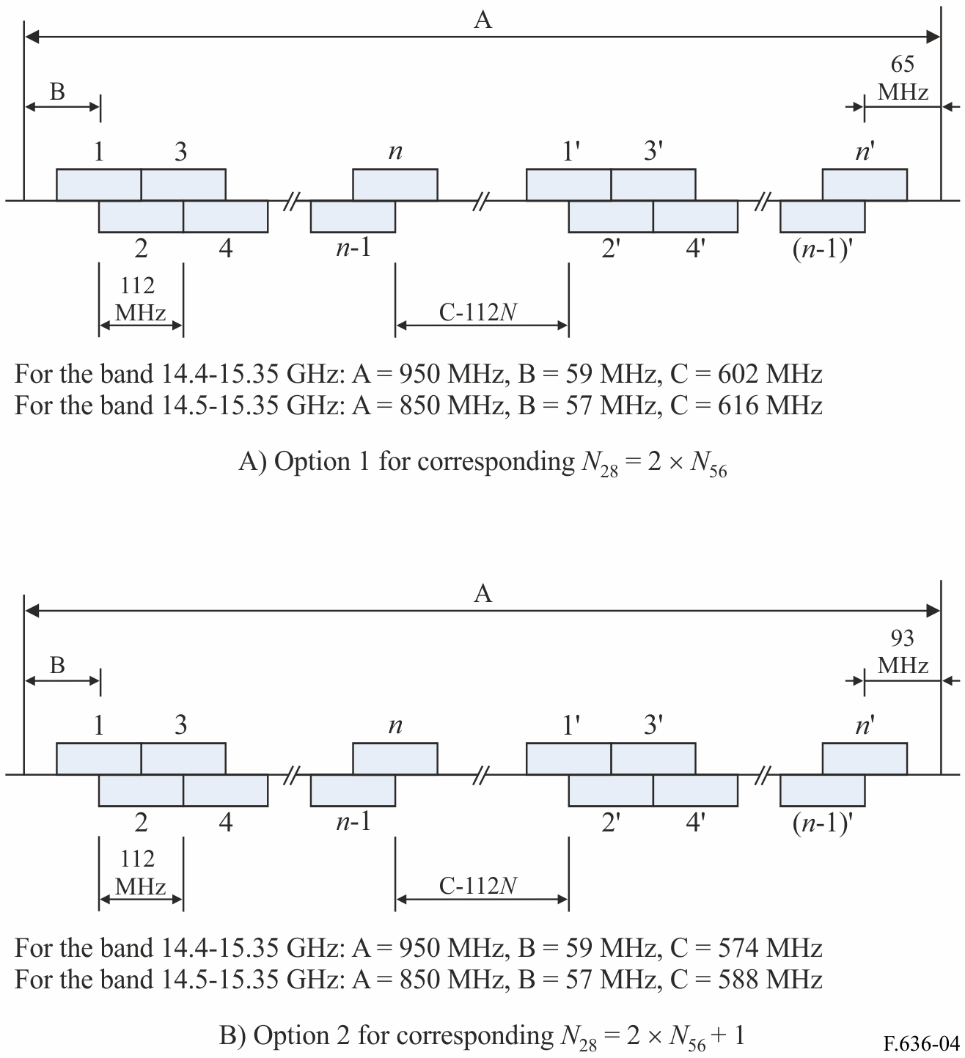 A
65
MHz
B
1 3 n 1' 3' n'
2 4 n-1 2' 4' (n-1)'
112
MHz
C-112N
For the band 14.4-15.35 GHz: A = 950 MHz, B = 59 MHz, C = 602 MHz
For the band 14.5-15.35 GHz: A = 850 MHz, B = 57 MHz, C = 616 MHz
A) Option 1 for corresponding N₂₈ = 2 × N₅₆
A
93
MHz
B
1 3 n 1' 3' n'
2 4 n-1 2' 4' (n-1)'
112
MHz
C-112N
For the band 14.4-15.35 GHz: A = 950 MHz, B = 59 MHz, C = 574 MHz
For the band 14.5-15.35 GHz: A = 850 MHz, B = 57 MHz, C = 588 MHz
B) Option 2 for corresponding N₂₈ = 2 × N₅₆ + 1
F.636-04